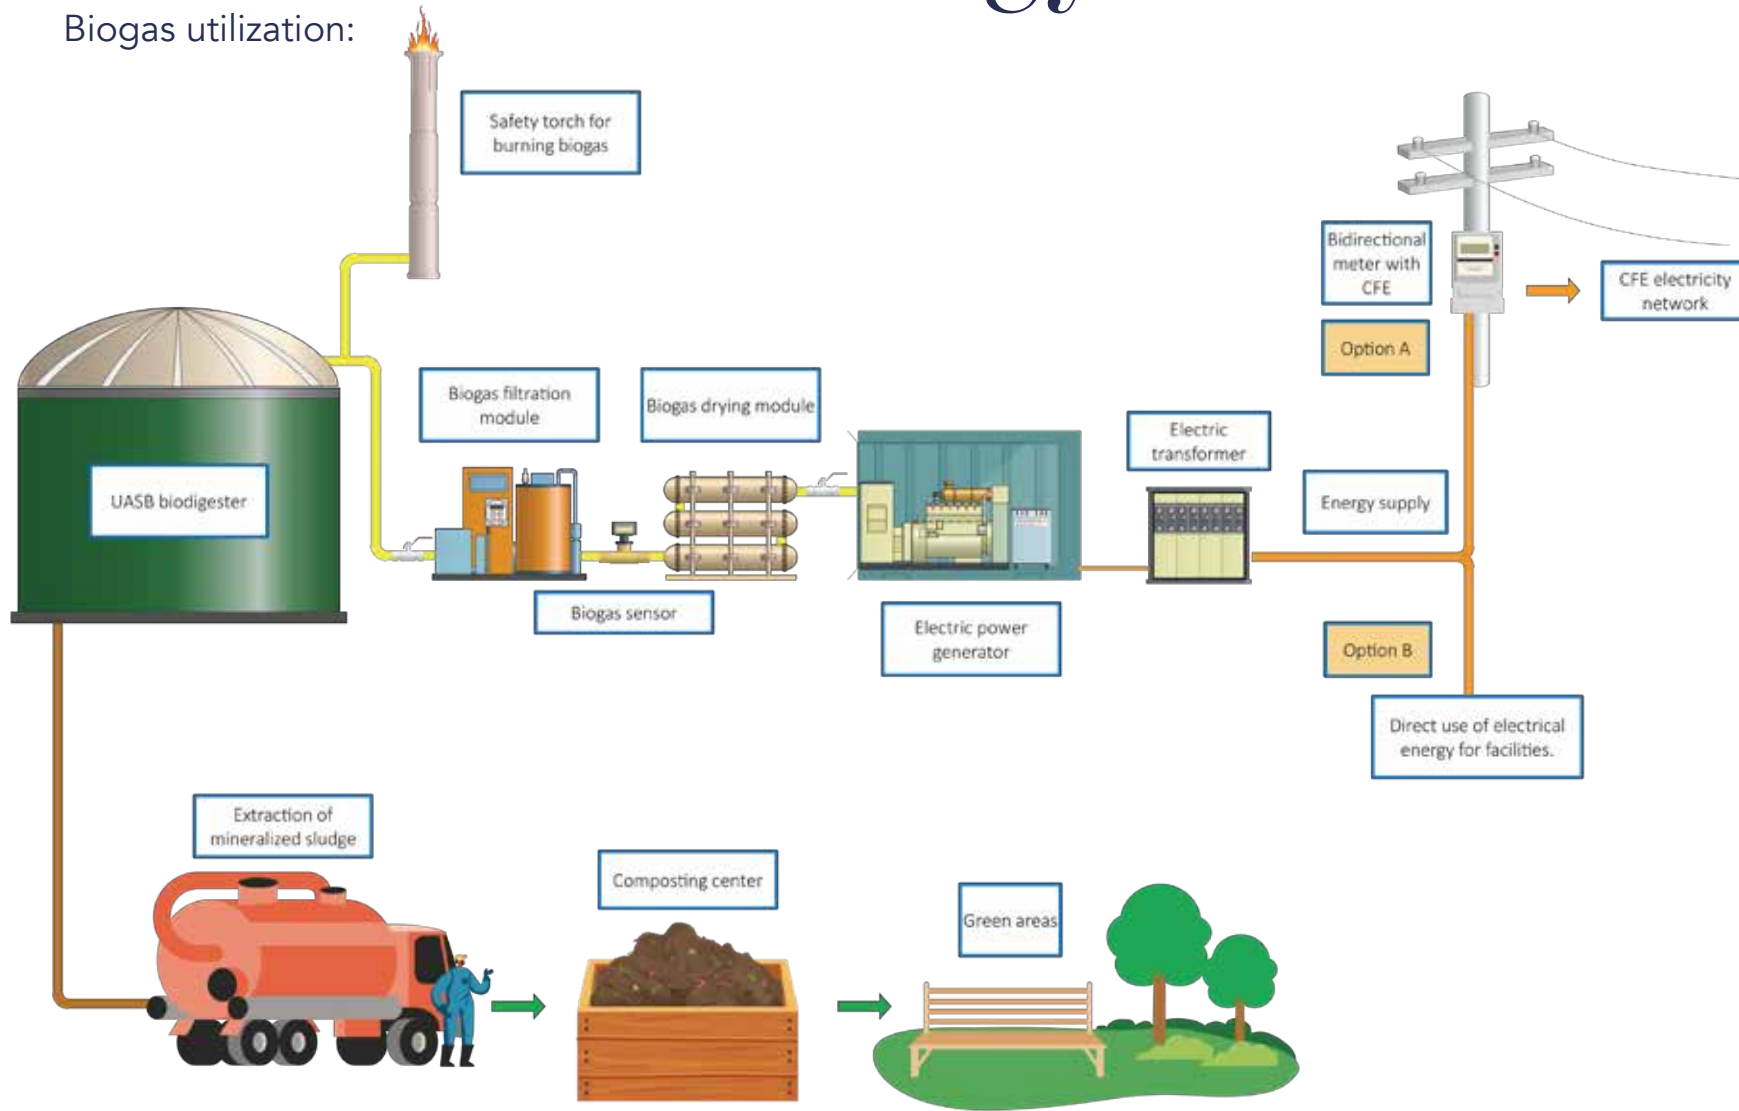 Biogas utilization:
Safety torch for
burning biogas
Bidirectional
meter with
CFE
CFE electricity
network
Option A
Biogas filtration
module
Biogas drying module
Electric
transformer
UASB biodigester
Energy supply
Biogas sensor
Electric power
generator
Option B
Direct use of electrical
energy for facilities.
Extraction of
mineralized sludge
Composting center
Green areas